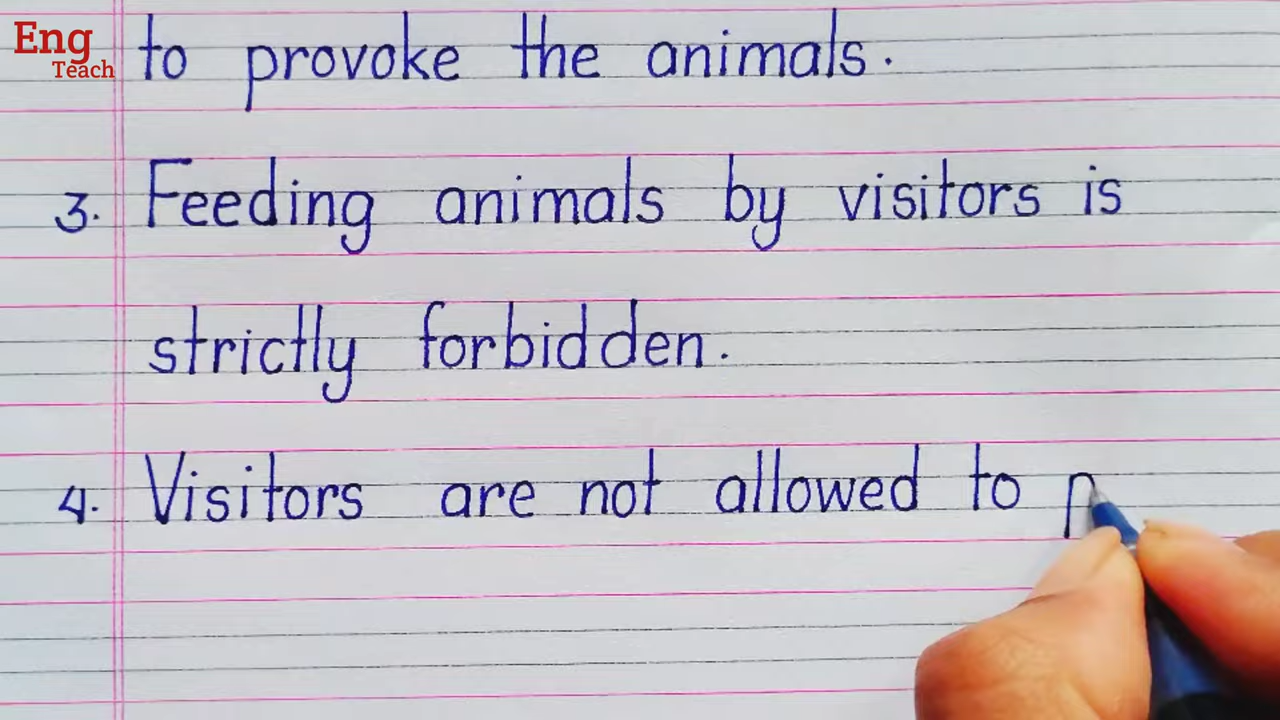 Eng
Teach
to provoke the animals.
3. Feeding animals by visitors is
strictly forbidden.
4. Visitors are not allowed to